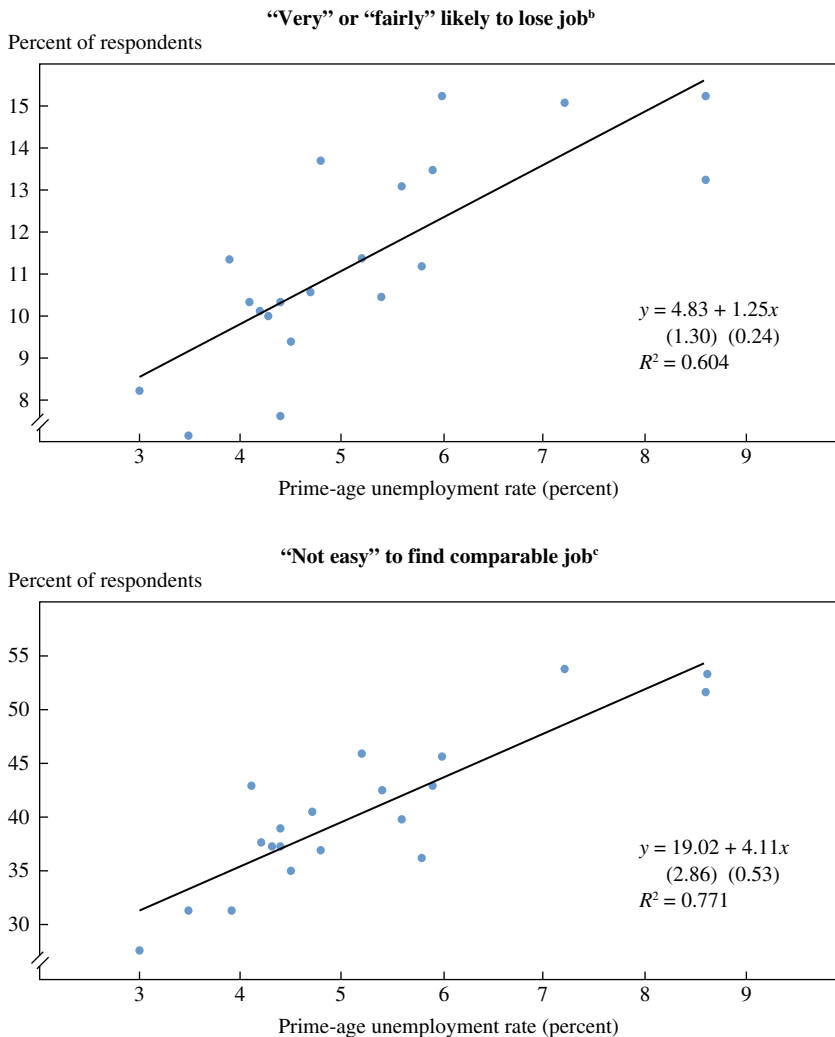 “Very” or “fairly” likely to lose jobᵇ
Percent of respondents
15
14
13
12
11
10
9
8
y = 4.83 + 1.25x
(1.30) (0.24)
R² = 0.604
3 4 5 6 7 8 9
Prime-age unemployment rate (percent)
“Not easy” to find comparable jobᶜ
Percent of respondents
55
50
45
40
35
30
y = 19.02 + 4.11x
(2.86) (0.53)
R² = 0.771
3 4 5 6 7 8 9
Prime-age unemployment rate (percent)